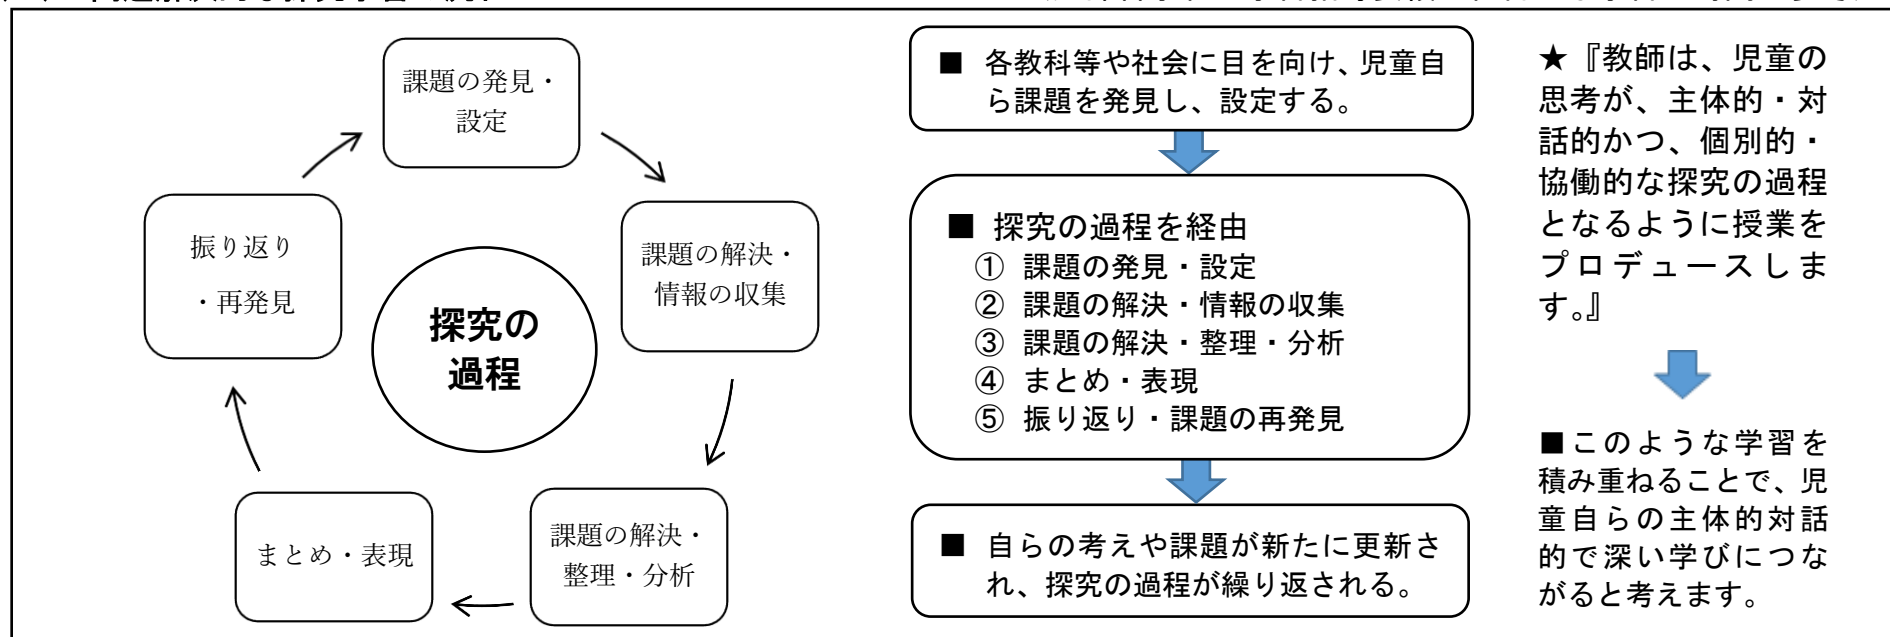 課題の発見・
設定
課題の解決・
情報の収集
課題の解決・
整理・分析
まとめ・表現
振り返り
・再発見
探究の
過程
■ 各教科等や社会に目を向け、児童自
ら課題を発見し、設定する。
■ 探究の過程を経由
① 課題の発見・設定
② 課題の解決・情報の収集
③ 課題の解決・整理・分析
④ まとめ・表現
⑤ 振り返り・課題の再発見
■ 自らの考えや課題が新たに更新さ
れ、探究の過程が繰り返される。
★『教師は、児童の
思考が、主体的・対
話的かつ、個別的・
協働的な探究の過程
となるように授業を
プロデュースしま
す。』
■このような学習を
積み重ねることで、児
童自らの主体的対話
的で深い学びにつな
がると考えます。